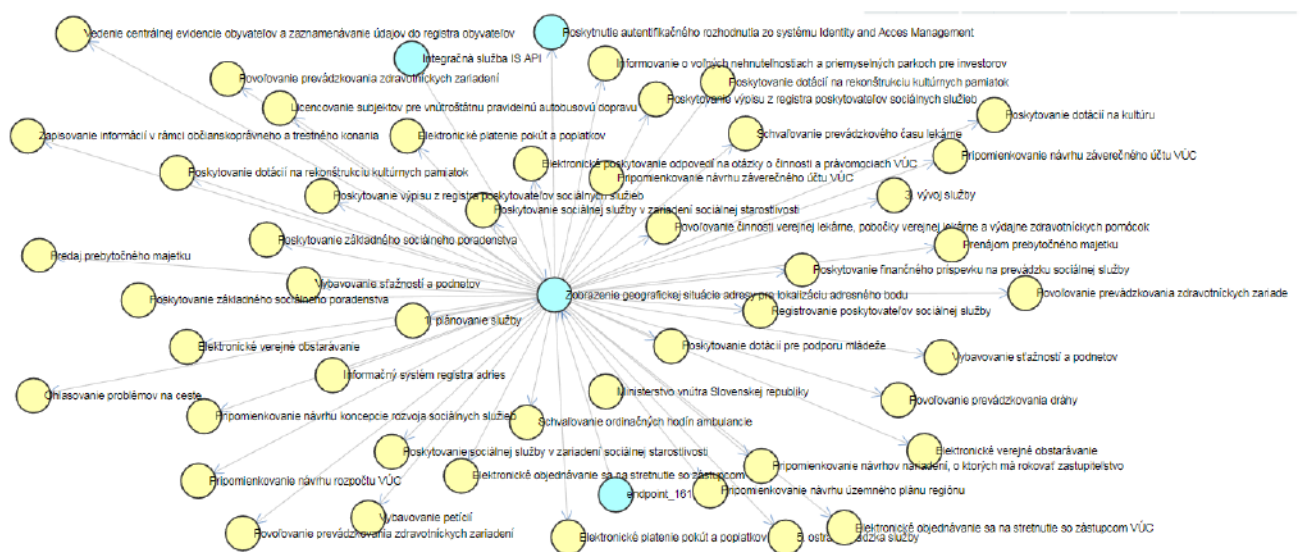 Vedenie centrálnej evidencie obyvateľov a zaznamenávanie údajov do registra obyvateľov
Poskytnutie autentifikačného rozhodnutia zo systému Identity and Acces Management
Integračná služba IS API
Informovanie o voľných nehnuteľnostiach a priemyselných parkoch pre investorov
Povoľovanie prevádzkovania zdravotníckych zariadení
Poskytovanie dotácií na rekonštrukciu kultúrnych pamiatok
Poskytovanie výpisu z registra poskytovateľov sociálnych služieb
Licencovanie subjektov pre vnútroštátnu pravidelnú autobusovú dopravu
Poskytovanie dotácií na kultúru
Zapisovanie informácií v rámci občianskoprávneho a trestného konania
Elektronické platenie pokút a poplatkov
Schvaľovanie prevádzkového času lekárne
Pripomienkovanie návrhu záverečného účtu VÚC
Elektronické poskytovanie odpovedí na otázky o činnosti a právomociach VÚC
Poskytovanie dotácií na rekonštrukciu kultúrnych pamiatok
Pripomienkovanie návrhu záverečného účtu VÚC
Poskytovanie výpisu z registra poskytovateľov sociálnych služieb
3. vývoj služby
Poskytovanie sociálnej služby v zariadení sociálnej starostlivosti
Povoľovanie činnosti verejnej lekárne, pobočky verejnej lekárne a výdajne zdravotníckych pomôcok
Poskytovanie základného sociálneho poradenstva
Prenájom prebytočného majetku
Predaj prebytočného majetku
Poskytovanie finančného príspevku na prevádzku sociálnej služby
Vybavovanie sťažností a podnetov
Zobrazenie geografickej situácie adresy pre lokalizáciu adresného bodu
Povoľovanie prevádzkovania zdravotníckych zariade
Poskytovanie základného sociálneho poradenstva
Registrovanie poskytovateľov sociálnej služby
1. plánovanie služby
Elektronické verejné obstarávanie
Poskytovanie dotácií pre podporu mládeže
Vybavovanie sťažností a podnetov
Informačný systém registra adries
Ohlasovanie problémov na ceste
Ministerstvo vnútra Slovenskej republiky
Povoľovanie prevádzkovania dráhy
Pripomienkovanie návrhu koncepcie rozvoja sociálnych služieb
Schvaľovanie ordinačných hodín ambulancie
Elektronické verejné obstarávanie
Poskytovanie sociálnej služby v zariadení sociálnej starostlivosti
Pripomienkovanie návrhov nariadení, o ktorých má rokovať zastupiteľstvo
Elektronické objednávanie sa na stretnutie so zástupcom
Pripomienkovanie návrhu rozpočtu VÚC
endpoint_161
Pripomienkovanie návrhu územného plánu regiónu
Vybavovanie petícií
Elektronické objednávanie sa na stretnutie so zástupcom VÚC
Povoľovanie prevádzkovania zdravotníckych zariadení
Elektronické platenie pokút a poplatkov
5. ostrá služby